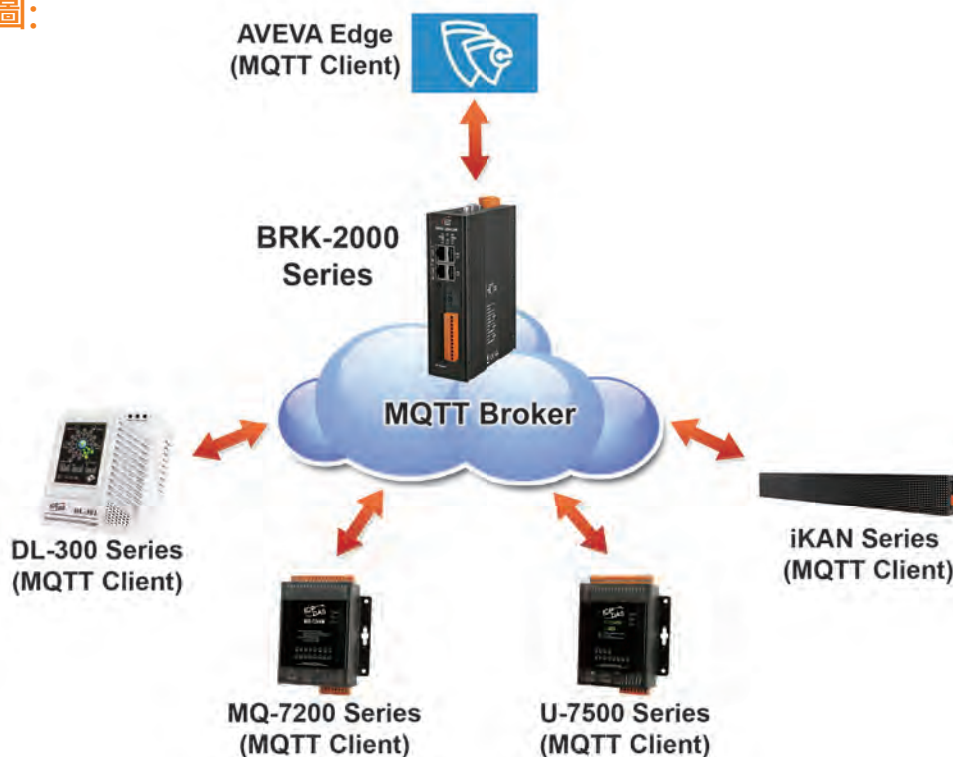 圖:
AVEVA Edge
(MQTT Client)
BRK-2000
Series
MQTT Broker
DL-300 Series
(MQTT Client)
iKAN Series
(MQTT Client)
MQ-7200 Series
(MQTT Client)
U-7500 Series
(MQTT Client)